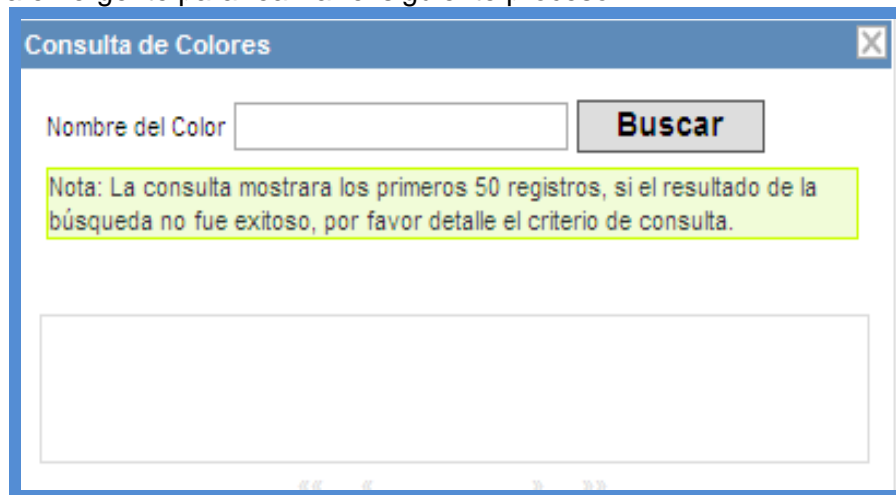 Consulta de Colores
Nombre del Color Buscar
Nota: La consulta mostrara los primeros 50 registros, si el resultado de la
búsqueda no fue exitoso, por favor detalle el criterio de consulta.
«« « » »»